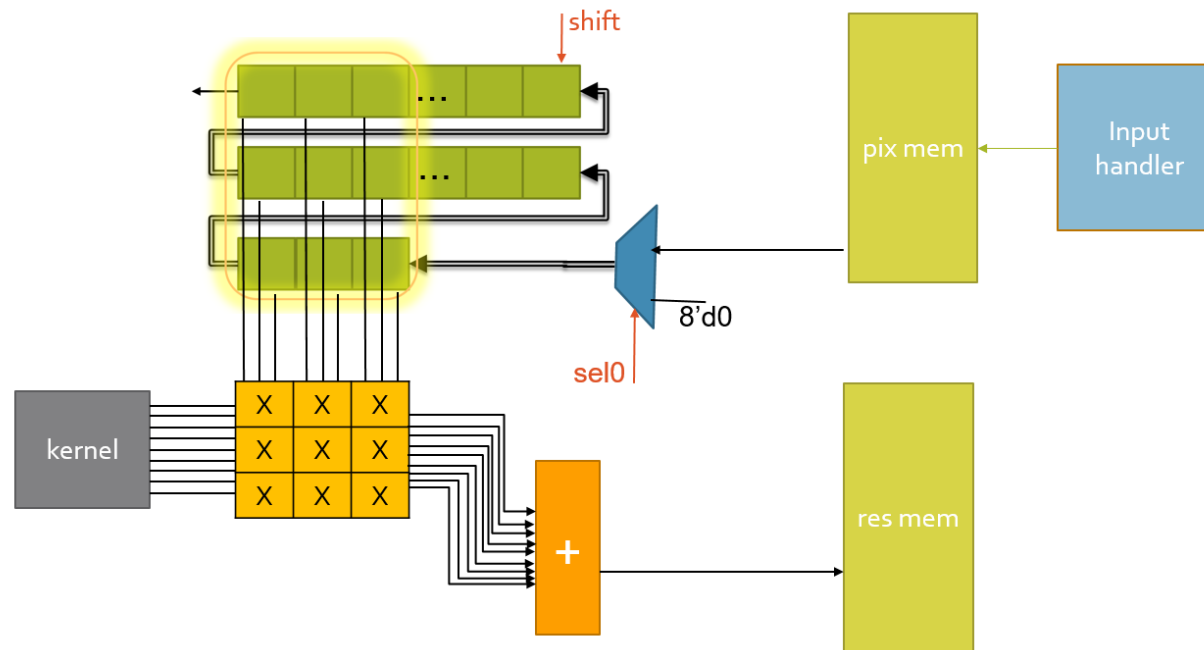 shift
...
pix mem
Input
handler
...
8'd0
sel0
kernel
X X X
X X X
X X X
+
res mem